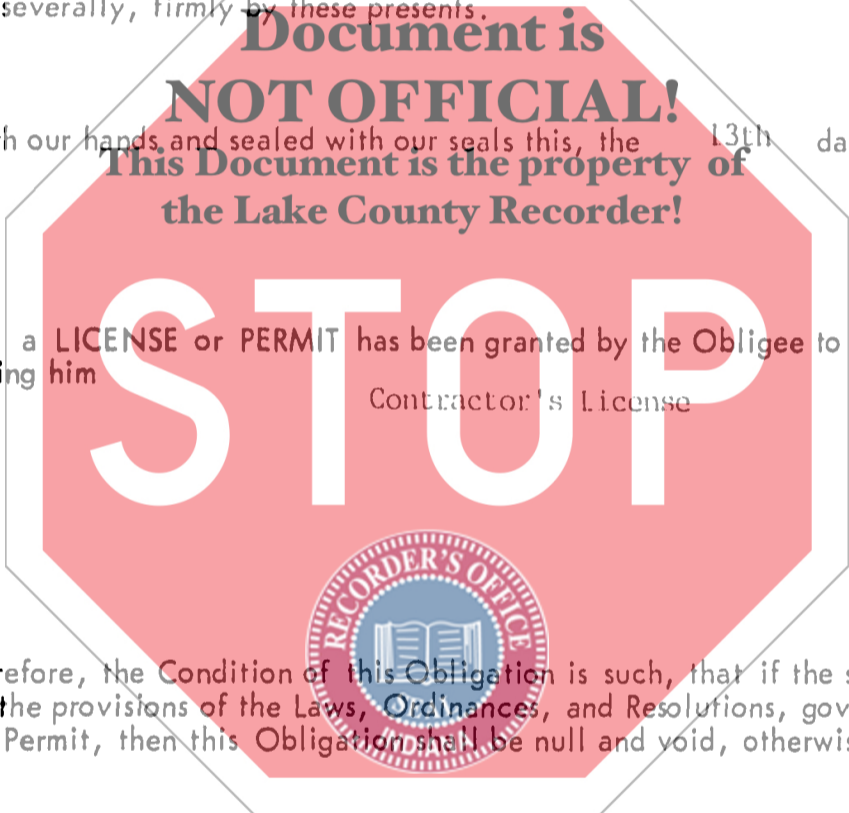 severally, firmly by these presents.
Document is
NOT OFFICIAL!
h our hands and sealed with our seals this, the 13th da
This Document is the property of
the Lake County Recorder!
STOP
a LICENSE or PERMIT has been granted by the Obligee to
ing him
Contractor's License
RECORDER'S OFFICE
refore, the Condition of this Obligation is such, that if the s
the provisions of the Laws, Ordinances, and Resolutions, gov
Permit, then this Obligation shall be null and void, otherwis
INDIANA